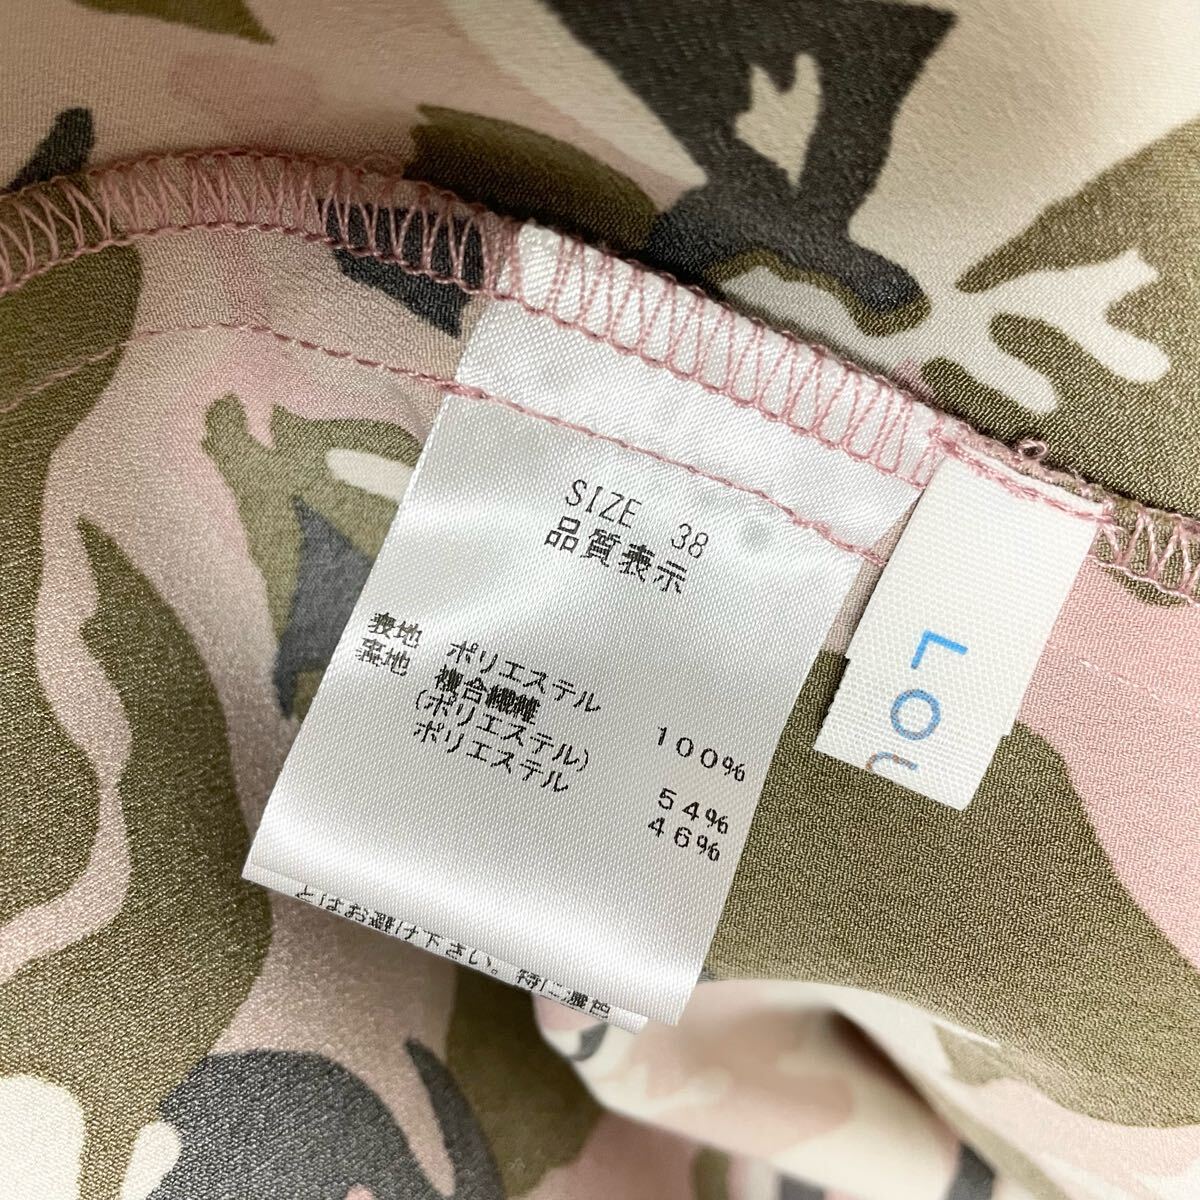 SIZE 38
品質表示
表地 ポリエステル 100%
裏地 複合繊維
(ポリエステル) 54%
ポリエステル 46%
とはお避け下さい。特に濃色
LOU